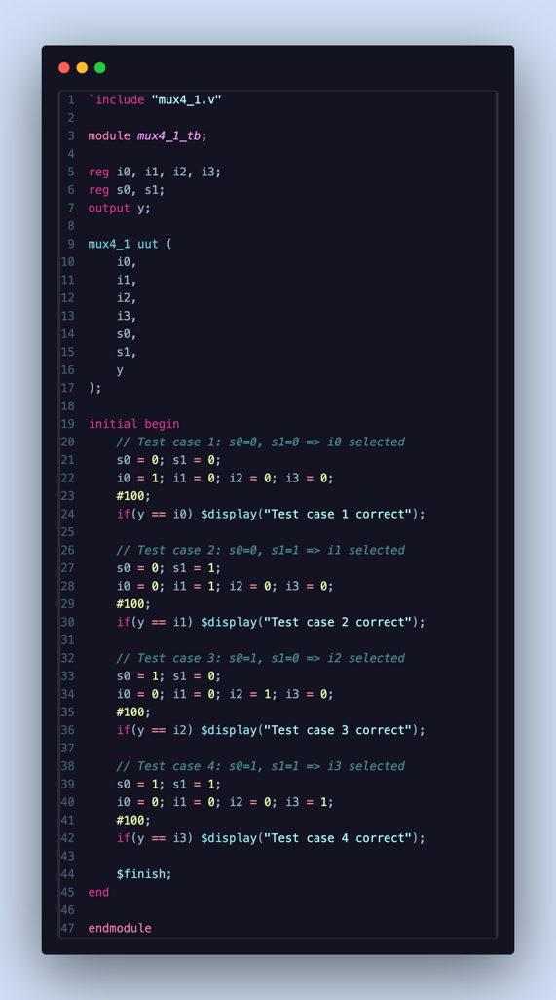 1 `include "mux4_1.v"
2
3 module mux4_1_tb;
4
5 reg i0, i1, i2, i3;
6 reg s0, s1;
7 output y;
8
9 mux4_1 uut (
10     i0,
11     i1,
12     i2,
13     i3,
14     s0,
15     s1,
16     y
17 );
18
19 initial begin
20     // Test case 1: s0=0, s1=0 => i0 selected
21     s0 = 0; s1 = 0;
22     i0 = 1; i1 = 0; i2 = 0; i3 = 0;
23     #100;
24     if(y == i0) $display("Test case 1 correct");
25
26     // Test case 2: s0=0, s1=1 => i1 selected
27     s0 = 0; s1 = 1;
28     i0 = 0; i1 = 1; i2 = 0; i3 = 0;
29     #100;
30     if(y == i1) $display("Test case 2 correct");
31
32     // Test case 3: s0=1, s1=0 => i2 selected
33     s0 = 1; s1 = 0;
34     i0 = 0; i1 = 0; i2 = 1; i3 = 0;
35     #100;
36     if(y == i2) $display("Test case 3 correct");
37
38     // Test case 4: s0=1, s1=1 => i3 selected
39     s0 = 1; s1 = 1;
40     i0 = 0; i1 = 0; i2 = 0; i3 = 1;
41     #100;
42     if(y == i3) $display("Test case 4 correct");
43
44     $finish;
45 end
46
47 endmodule